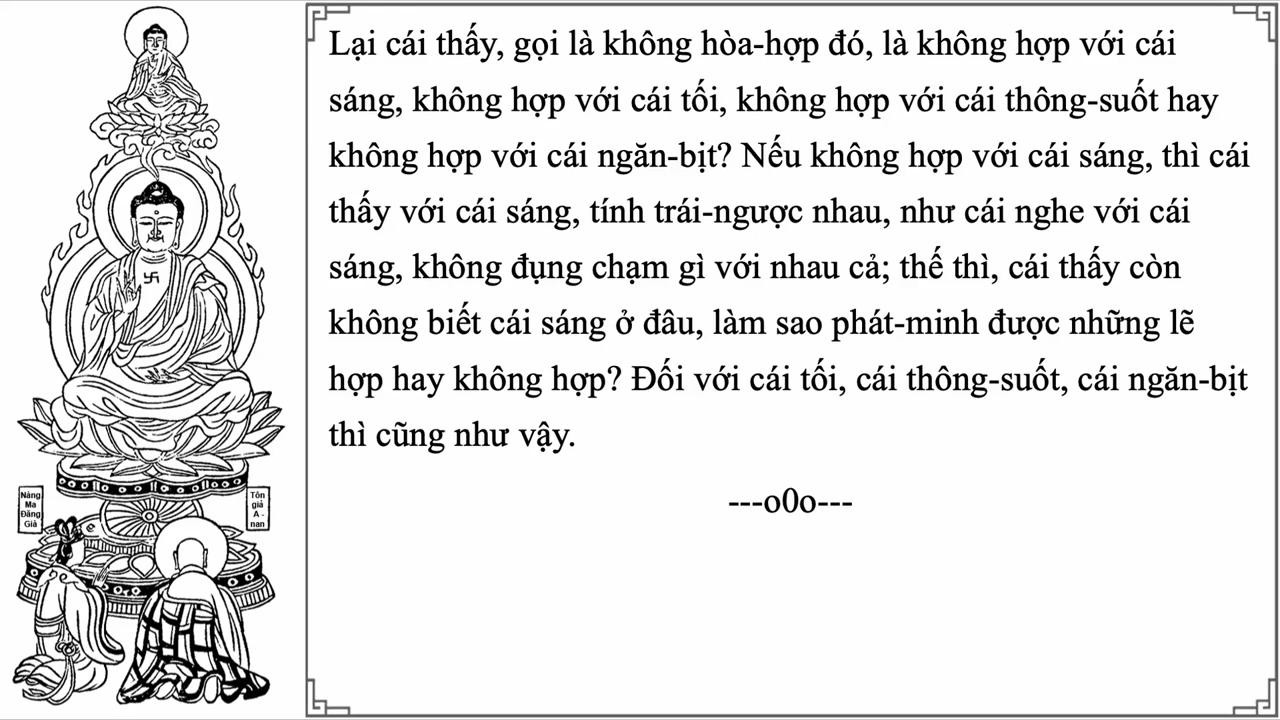 Lại cái thấy, gọi là không hòa-hợp đó, là không hợp với cái
sáng, không hợp với cái tối, không hợp với cái thông-suốt hay
không hợp với cái ngăn-bịt? Nếu không hợp với cái sáng, thì cái
thấy với cái sáng, tính trái-ngược nhau, như cái nghe với cái
sáng, không đụng chạm gì với nhau cả; thế thì, cái thấy còn
không biết cái sáng ở đâu, làm sao phát-minh được những lẽ
hợp hay không hợp? Đối với cái tối, cái thông-suốt, cái ngăn-bịt
thì cũng như vậy.
---o0o---
Nàng
Ma
Đăng
Già
Tôn
giả
A -
nan